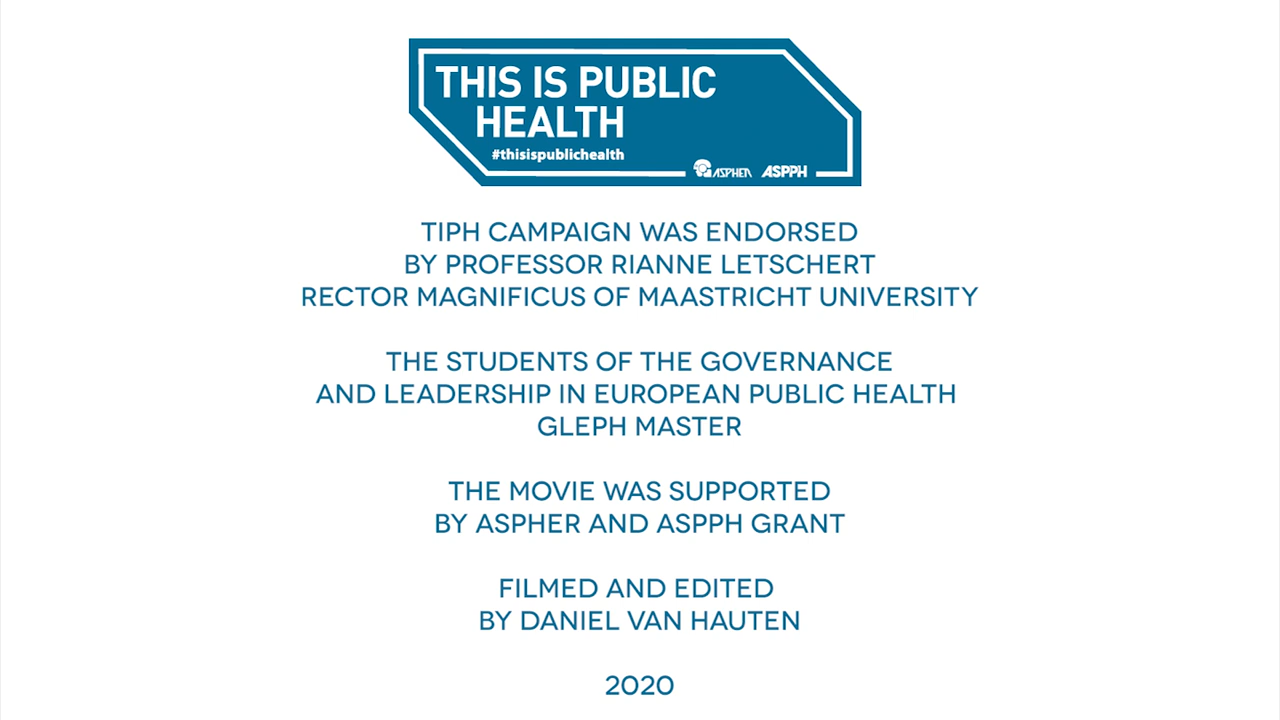 THIS IS PUBLIC
HEALTH
#thisispublichealth
ASPHER ASPPH
TIPH CAMPAIGN WAS ENDORSED
BY PROFESSOR RIANNE LETSCHERT
RECTOR MAGNIFICUS OF MAASTRICHT UNIVERSITY
THE STUDENTS OF THE GOVERNANCE
AND LEADERSHIP IN EUROPEAN PUBLIC HEALTH
GLEPH MASTER
THE MOVIE WAS SUPPORTED
BY ASPHER AND ASPPH GRANT
FILMED AND EDITED
BY DANIEL VAN HAUTEN
2020